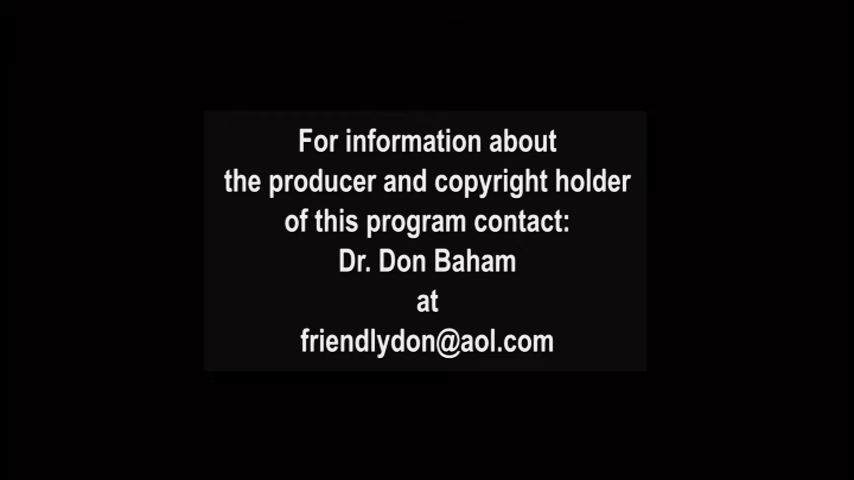 For information about
the producer and copyright holder
of this program contact:
Dr. Don Baham
at
friendlydon@aol.com